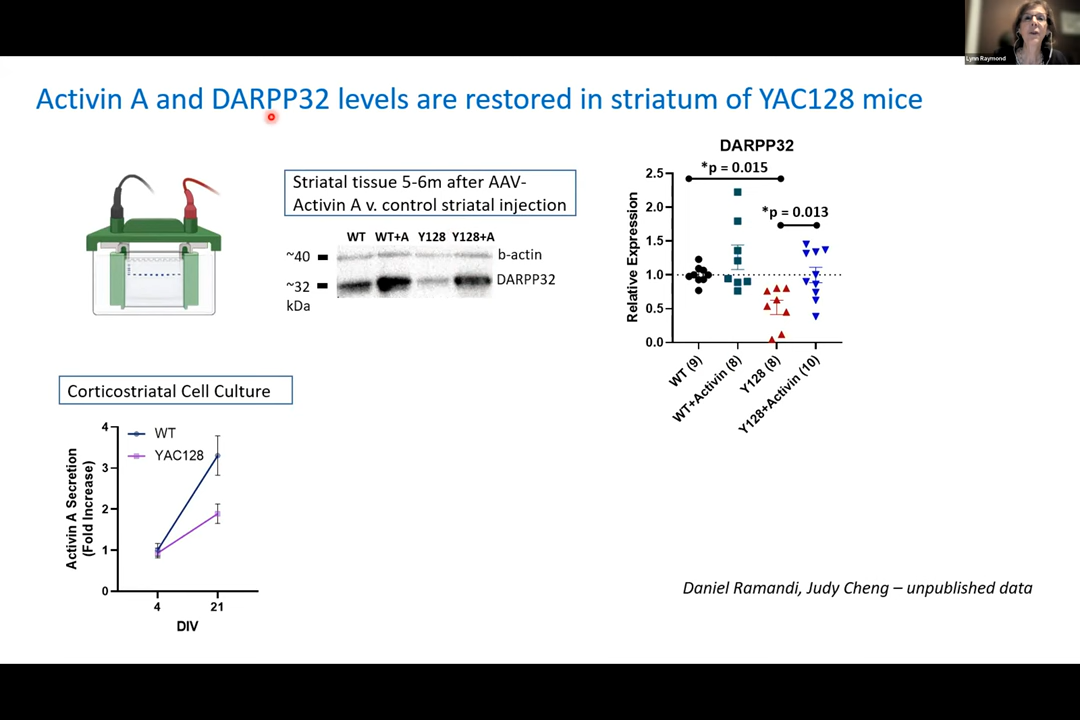 Lynn Raymond
Activin A and DARPP32 levels are restored in striatum of YAC128 mice
Striatal tissue 5-6m after AAV-
Activin A v. control striatal injection
WT WT+A Y128 Y128+A
~40 b-actin
~32 DARPP32
kDa
DARPP32
*p = 0.015
*p = 0.013
Relative Expression
2.5
2.0
1.5
1.0
0.5
0.0
WT (9)
WT+Activin (8)
Y128 (8)
Y128+Activin (10)
Corticostriatal Cell Culture
WT
YAC128
Activin A Secretion
(Fold Increase)
4
3
2
1
0
4 21
DIV
Daniel Ramandi, Judy Cheng – unpublished data